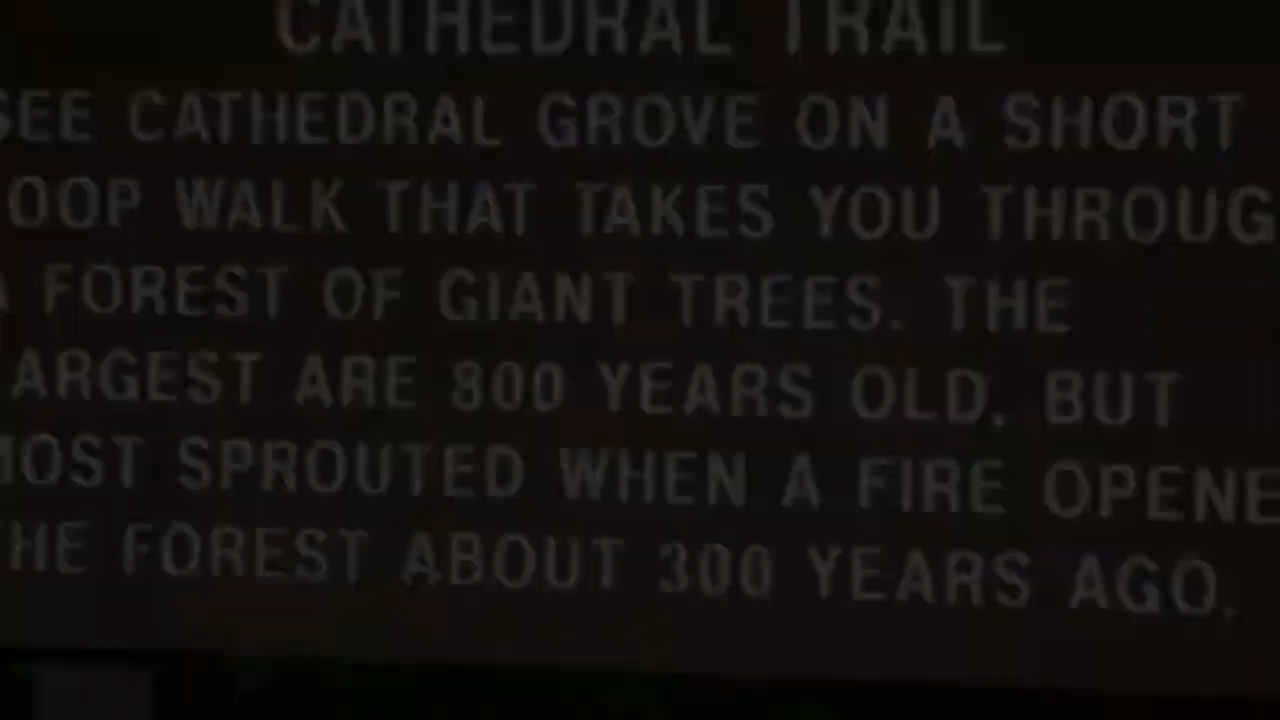 CATHEDRAL TRAIL
SEE CATHEDRAL GROVE ON A SHORT
OOP WALK THAT TAKES YOU THROUG
A FOREST OF GIANT TREES. THE
ARGEST ARE 800 YEARS OLD. BUT
MOST SPROUTED WHEN A FIRE OPENE
THE FOREST ABOUT 300 YEARS AGO.